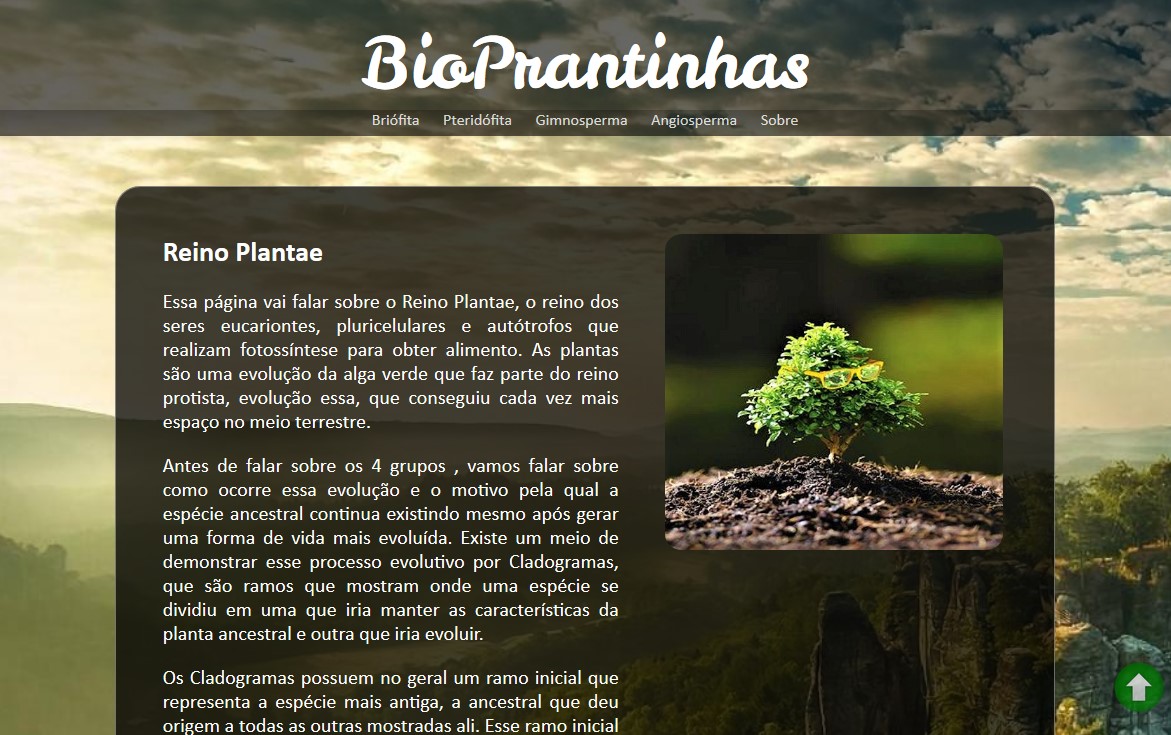 BioPrantinhas
Briófita Pteridófita Gimnosperma Angiosperma Sobre
Reino Plantae
Essa página vai falar sobre o Reino Plantae, o reino dos
seres eucariontes, pluricelulares e autótrofos que
realizam fotossíntese para obter alimento. As plantas
são uma evolução da alga verde que faz parte do reino
protista, evolução essa, que conseguiu cada vez mais
espaço no meio terrestre.
Antes de falar sobre os 4 grupos , vamos falar sobre
como ocorre essa evolução e o motivo pela qual a
espécie ancestral continua existindo mesmo após gerar
uma forma de vida mais evoluída. Existe um meio de
demonstrar esse processo evolutivo por Cladogramas,
que são ramos que mostram onde uma espécie se
dividiu em uma que iria manter as características da
planta ancestral e outra que iria evoluir.
Os Cladogramas possuem no geral um ramo inicial que
representa a espécie mais antiga, a ancestral que deu
origem a todas as outras mostradas ali. Esse ramo inicial